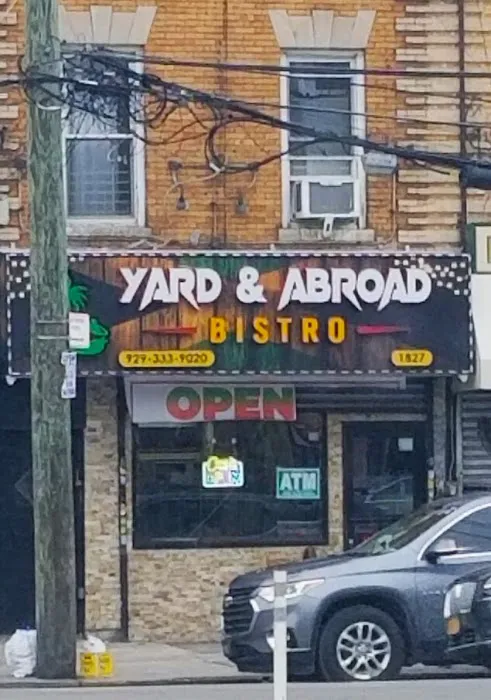 YARD & ABROAD
BISTRO
929-333-9020
1827
OPEN
ATM